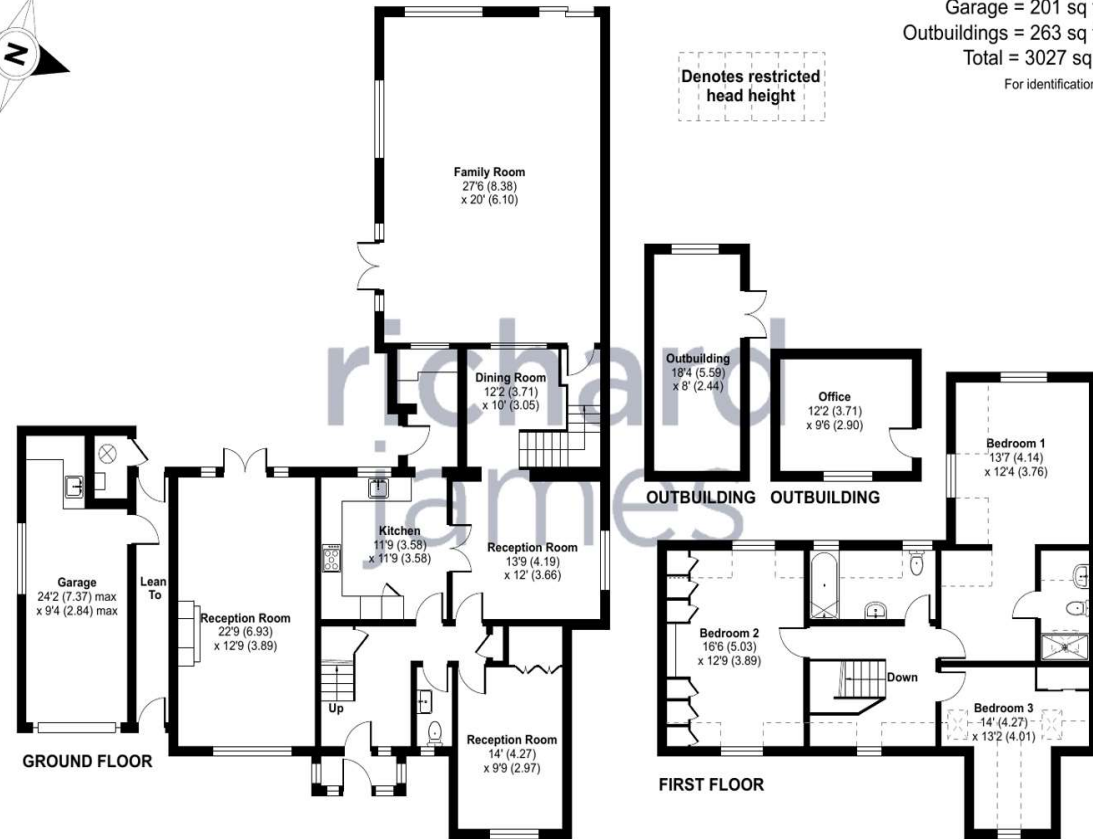 N
Garage = 201 sq
Outbuildings = 263 sq
Total = 3027 sq
For identification
Denotes restricted
head height
Family Room
27'6 (8.38)
x 20' (6.10)
richard
james
Dining Room
12'2 (3.71)
x 10' (3.05)
Outbuilding
18'4 (5.59)
x 8' (2.44)
OUTBUILDING
Office
12'2 (3.71)
x 9'6 (2.90)
OUTBUILDING
Bedroom 1
13'7 (4.14)
x 12'4 (3.76)
Garage
24'2 (7.37) max
x 9'4 (2.84) max
Lean
To
Reception Room
22'9 (6.93)
x 12'9 (3.89)
Kitchen
11'9 (3.58)
x 11'9 (3.58)
Reception Room
13'9 (4.19)
x 12' (3.66)
Up
Reception Room
14' (4.27)
x 9'9 (2.97)
GROUND FLOOR
Bedroom 2
16'6 (5.03)
x 12'9 (3.89)
Down
Bedroom 3
14' (4.27)
x 13'2 (4.01)
FIRST FLOOR